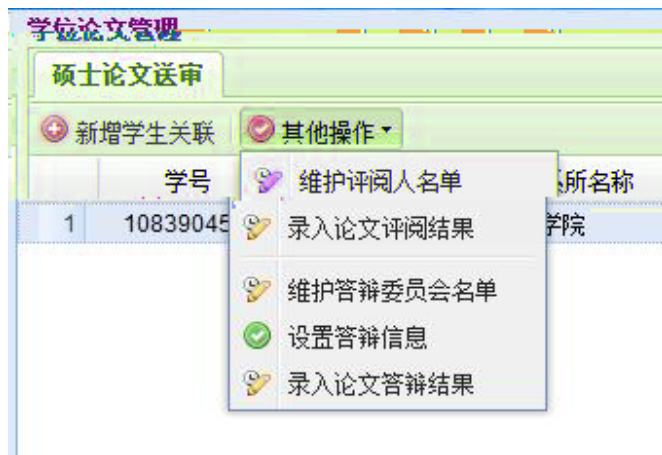 学位论文管理
硕士论文送审
新增学生关联 其他操作
学号 维护评阅人名单 所名称
1 10839045 录入论文评阅结果 学院
维护答辩委员会名单
设置答辩信息
录入论文答辩结果